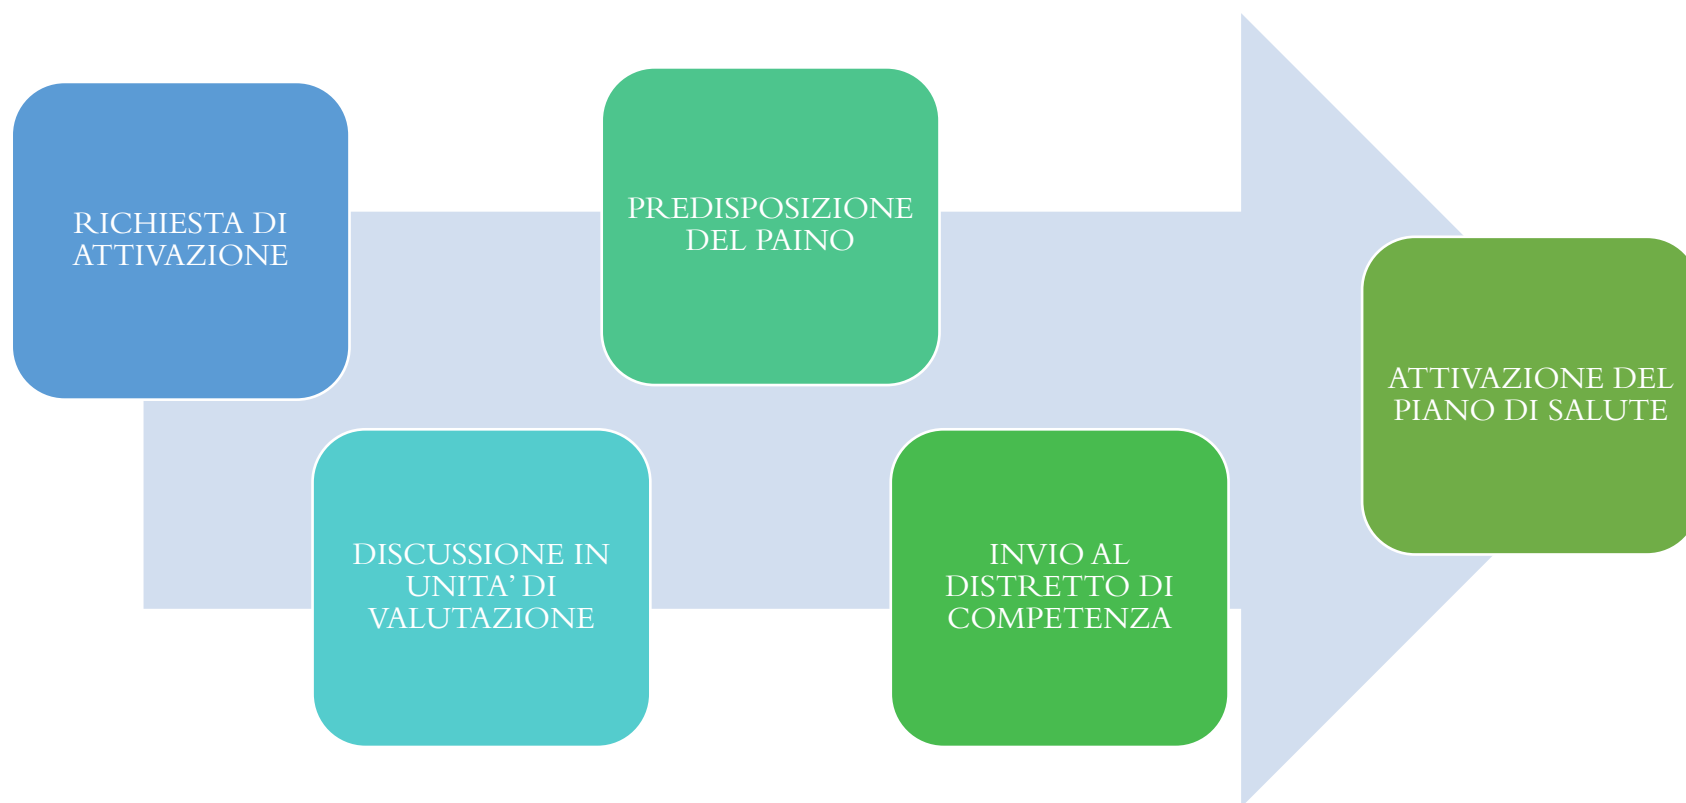 RICHIESTA DI
ATTIVAZIONE
DISCUSSIONE IN
UNITA’ DI
VALUTAZIONE
PREDISPOSIZIONE
DEL PAINO
INVIO AL
DISTRETTO DI
COMPETENZA
ATTIVAZIONE DEL
PIANO DI SALUTE